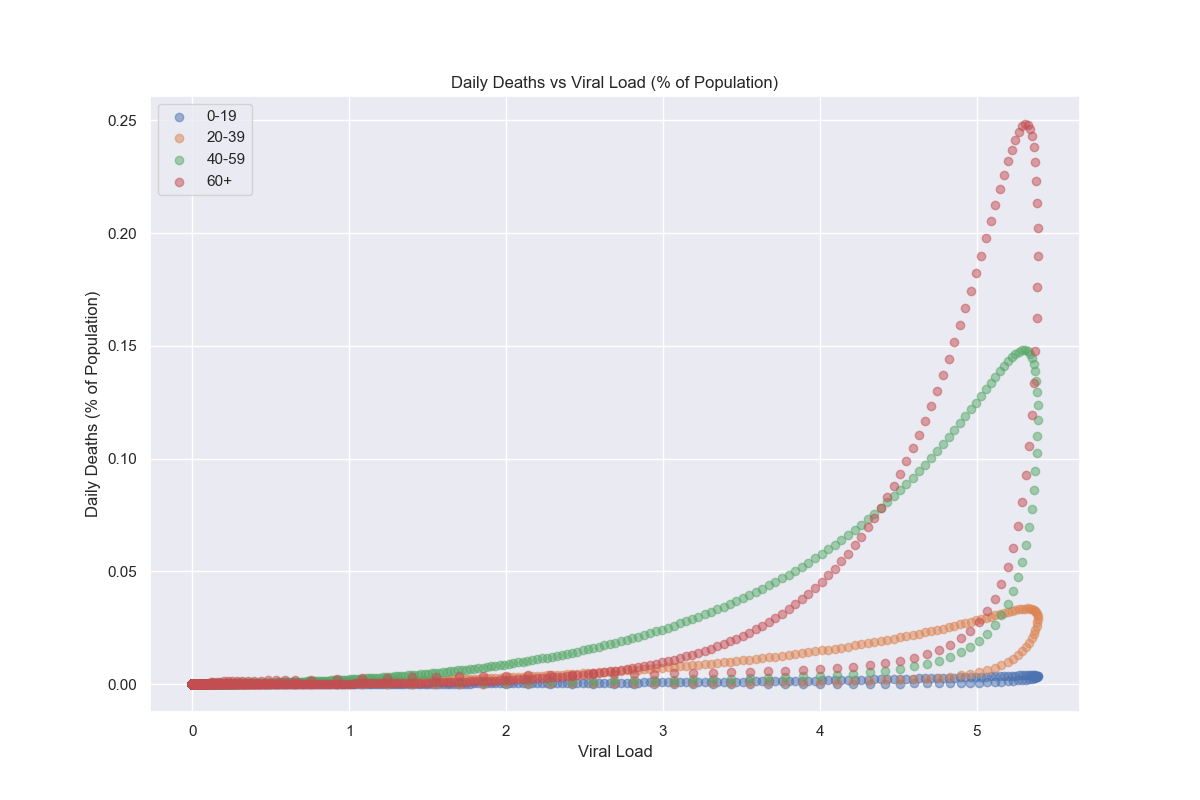 Daily Deaths vs Viral Load (% of Population)
0-19
20-39
40-59
60+
Daily Deaths (% of Population)
0.25
0.20
0.15
0.10
0.05
0.00
0 1 2 3 4 5
Viral Load